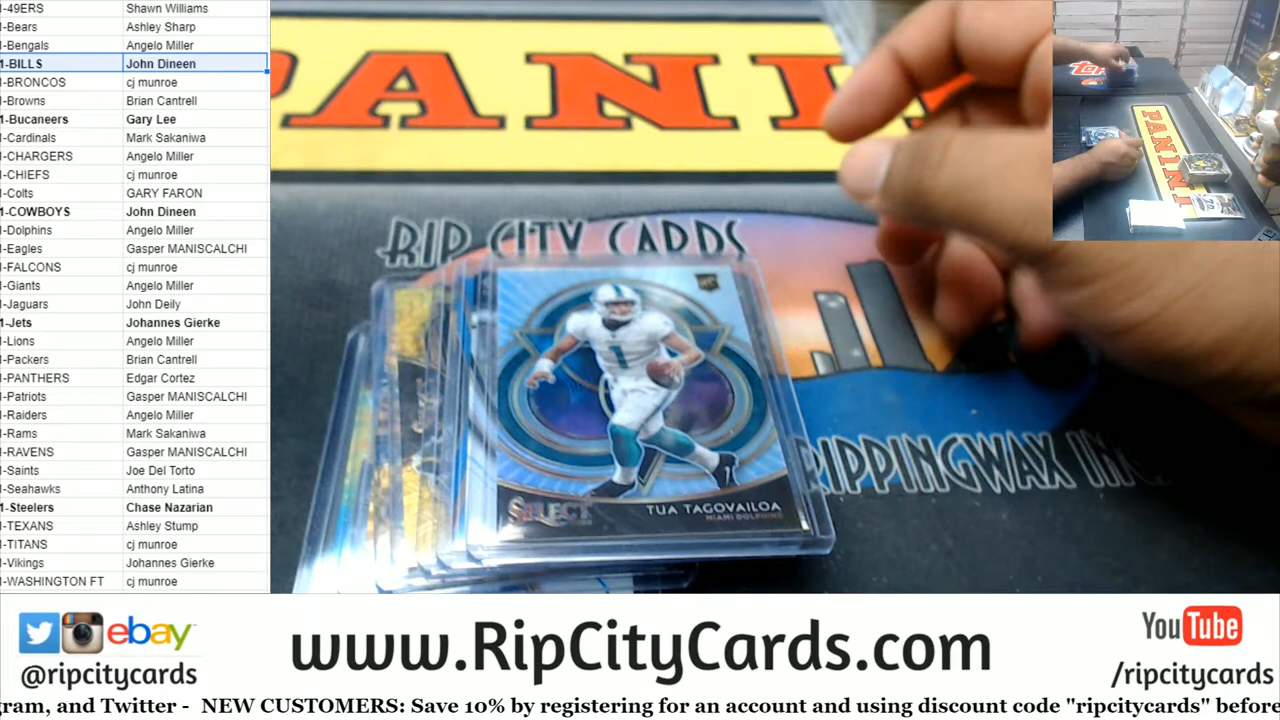 1-49ERS Shawn Williams
1-Bears Ashley Sharp
1-Bengals Angelo Miller
1-BILLS John Dineen
1-BRONCOS cj munroe
1-Browns Brian Cantrell
1-Bucaneers Gary Lee
1-Cardinals Mark Sakaniwa
1-CHARGERS Angelo Miller
1-CHIEFS cj munroe
1-Colts GARY FARON
1-COWBOYS John Dineen
1-Dolphins Angelo Miller
1-Eagles Gasper MANISCALCHI
1-FALCONS cj munroe
1-Giants Angelo Miller
1-Jaguars John Deily
1-Jets Johannes Gierke
1-Lions Angelo Miller
1-Packers Brian Cantrell
1-PANTHERS Edgar Cortez
1-Patriots Gasper MANISCALCHI
1-Raiders Angelo Miller
1-Rams Mark Sakaniwa
1-RAVENS Gasper MANISCALCHI
1-Saints Joe Del Torto
1-Seahawks Anthony Latina
1-Steelers Chase Nazarian
1-TEXANS Ashley Stump
1-TITANS cj munroe
1-Vikings Johannes Gierke
1-WASHINGTON FT cj munroe
PANINI
RIP CITY CARDS
RIPPINGWAX INC
RC
1
SELECT
TUA TAGOVAILOA
MIAMI DOLPHINS
PANINI
ebay
@ripcitycards
www.RipCityCards.com
YouTube
/ripcitycards
gram, and Twitter - NEW CUSTOMERS: Save 10% by registering for an account and using discount code "ripcitycards" before